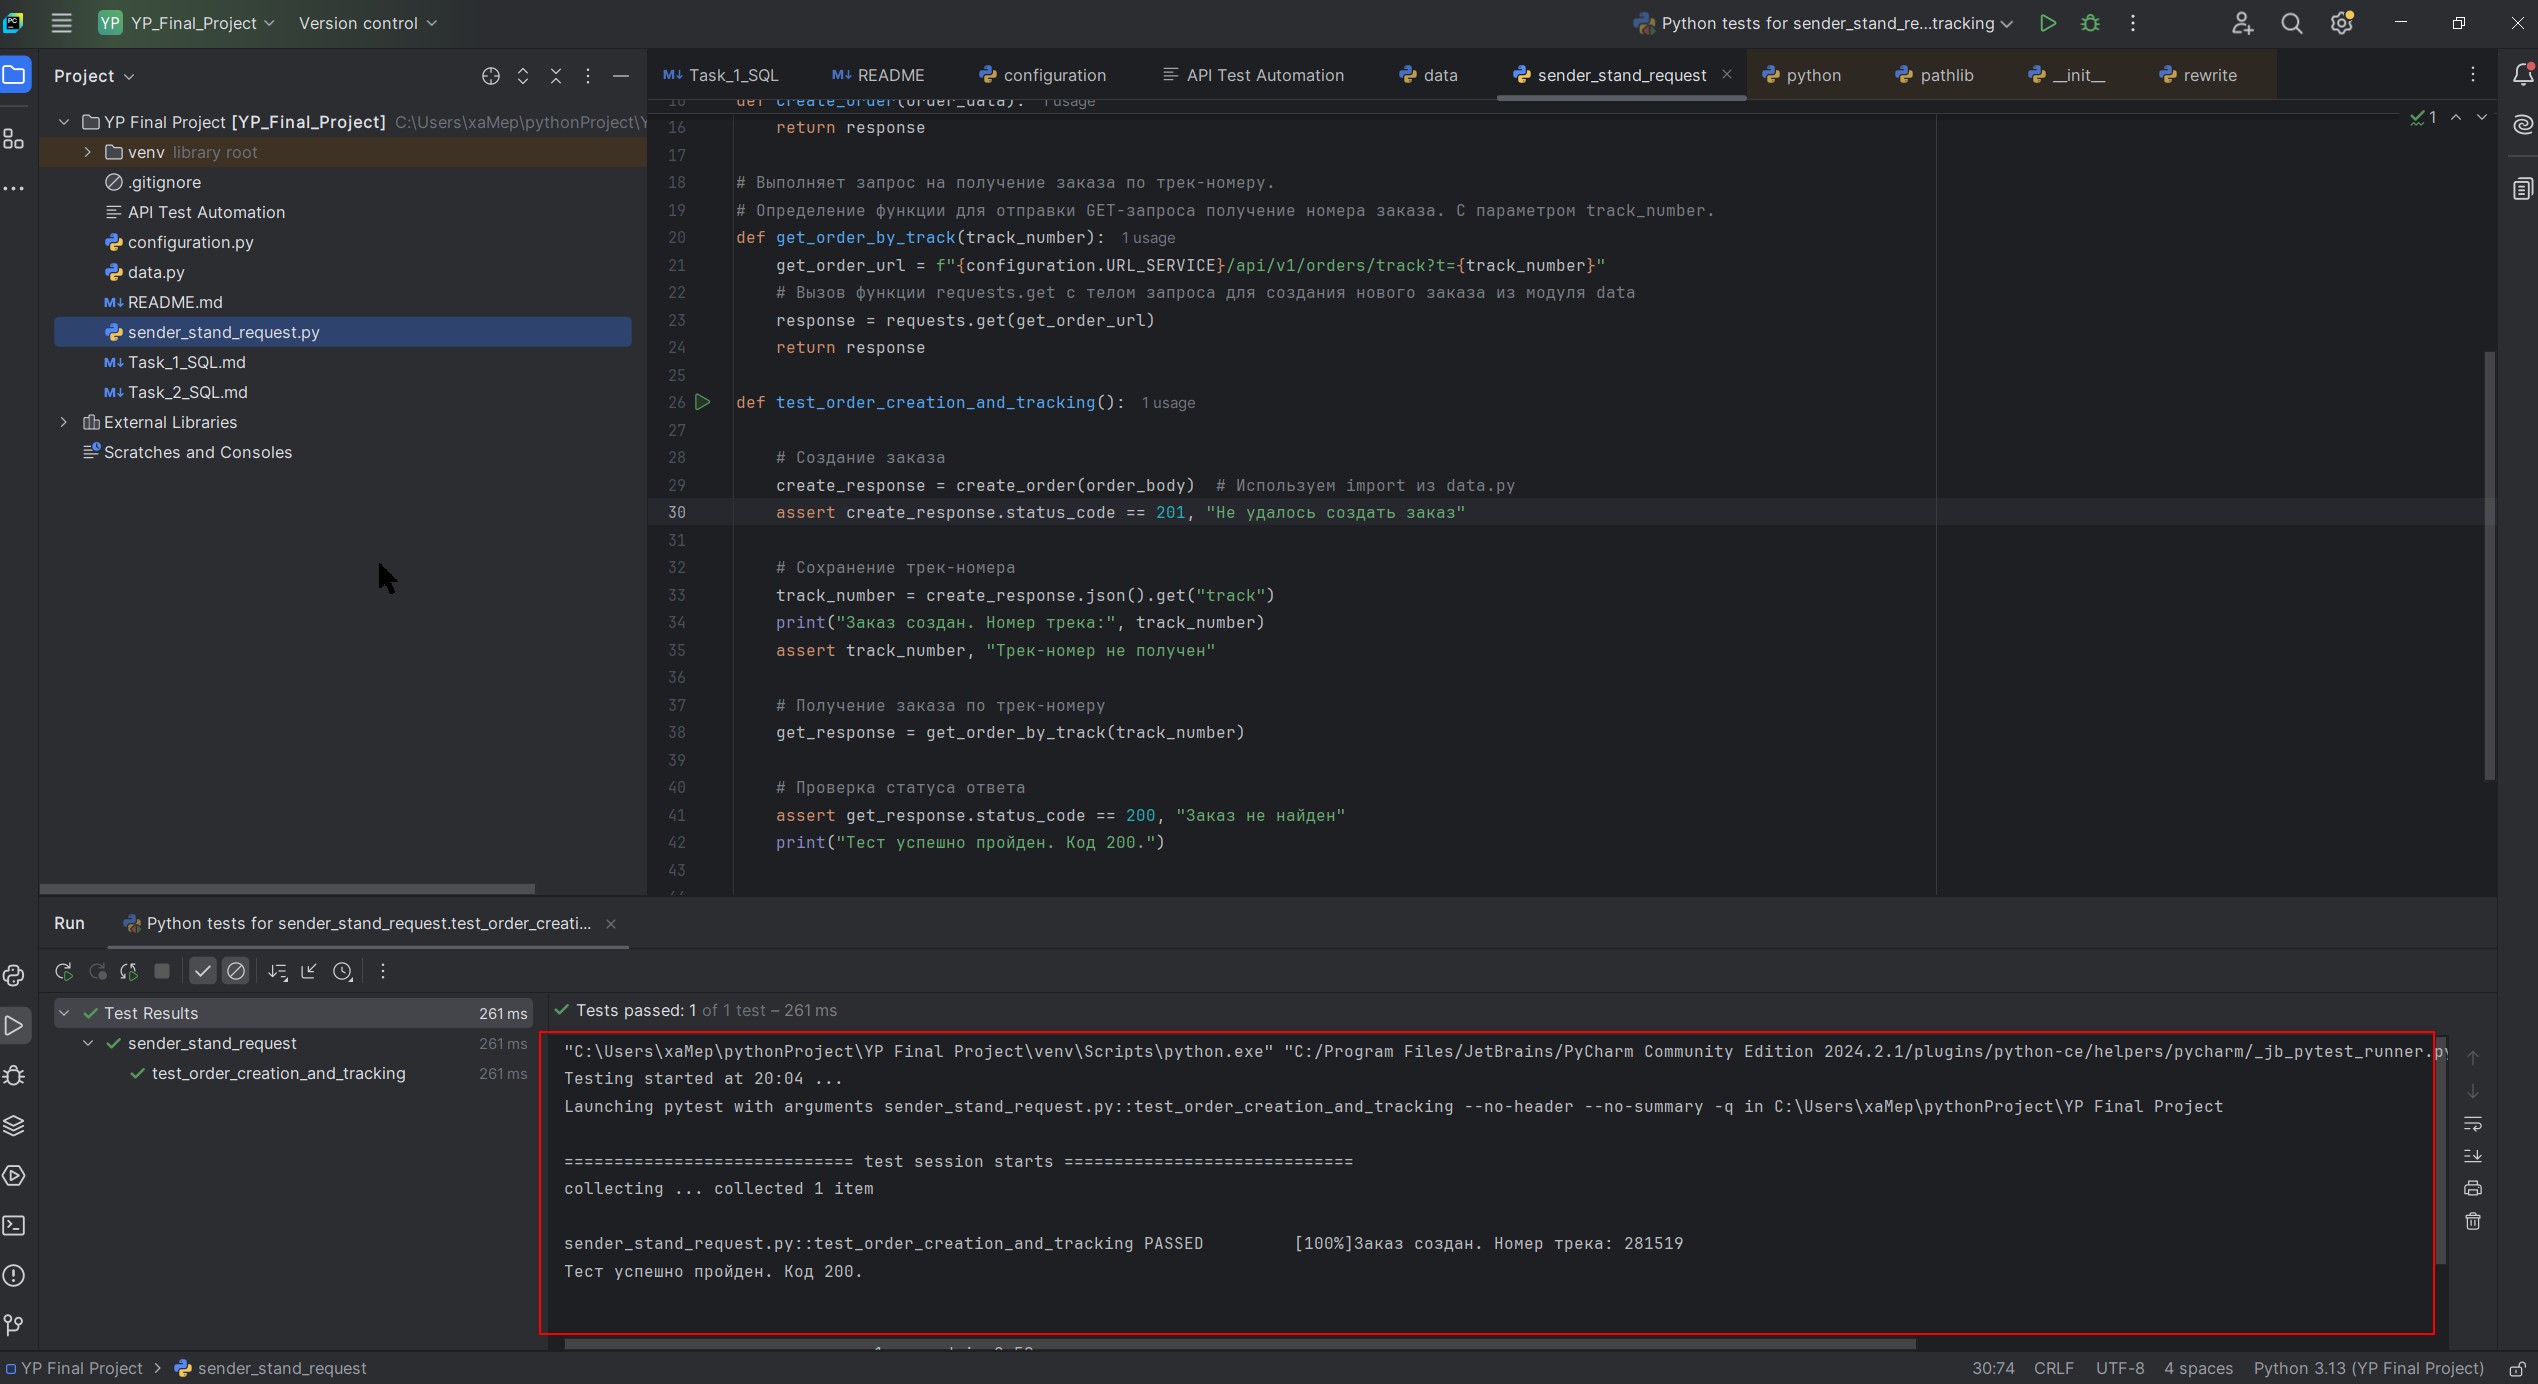 YP YP_Final_Project Version control Python tests for sender_stand_re...tracking
Project
YP Final Project [YP_Final_Project] C:\Users\xaMep\pythonProject\Y
venv library root
.gitignore
API Test Automation
configuration.py
data.py
README.md
sender_stand_request.py
Task_1_SQL.md
Task_2_SQL.md
External Libraries
Scratches and Consoles
Task_1_SQL README configuration API Test Automation data sender_stand_request python pathlib __init__ rewrite
def create_order(order_data): 1 usage
1
16 return response
17
18 # Выполняет запрос на получение заказа по трек-номеру.
19 # Определение функции для отправки GET-запроса получение номера заказа. С параметром track_number.
20 def get_order_by_track(track_number): 1 usage
21 get_order_url = f"{configuration.URL_SERVICE}/api/v1/orders/track?t={track_number}"
22 # Вызов функции requests.get с телом запроса для создания нового заказа из модуля data
23 response = requests.get(get_order_url)
24 return response
25
26 def test_order_creation_and_tracking(): 1 usage
27
28 # Создание заказа
29 create_response = create_order(order_body) # Используем import из data.py
30 assert create_response.status_code == 201, "Не удалось создать заказ"
31
32 # Сохранение трек-номера
33 track_number = create_response.json().get("track")
34 print("Заказ создан. Номер трека:", track_number)
35 assert track_number, "Трек-номер не получен"
36
37 # Получение заказа по трек-номеру
38 get_response = get_order_by_track(track_number)
39
40 # Проверка статуса ответа
41 assert get_response.status_code == 200, "Заказ не найден"
42 print("Тест успешно пройден. Код 200.")
43
Run Python tests for sender_stand_request.test_order_creati...
Test Results 261 ms
sender_stand_request 261 ms
test_order_creation_and_tracking 261 ms
Tests passed: 1 of 1 test – 261 ms
"C:\Users\xaMep\pythonProject\YP Final Project\venv\Scripts\python.exe" "C:/Program Files/JetBrains/PyCharm Community Edition 2024.2.1/plugins/python-ce/helpers/pycharm/_jb_pytest_runner.py
Testing started at 20:04 ...
Launching pytest with arguments sender_stand_request.py::test_order_creation_and_tracking --no-header --no-summary -q in C:\Users\xaMep\pythonProject\YP Final Project
============================= test session starts =============================
collecting ... collected 1 item
sender_stand_request.py::test_order_creation_and_tracking PASSED [100%]Заказ создан. Номер трека: 281519
Тест успешно пройден. Код 200.
YP Final Project > sender_stand_request
30:74 CRLF UTF-8 4 spaces Python 3.13 (YP Final Project)